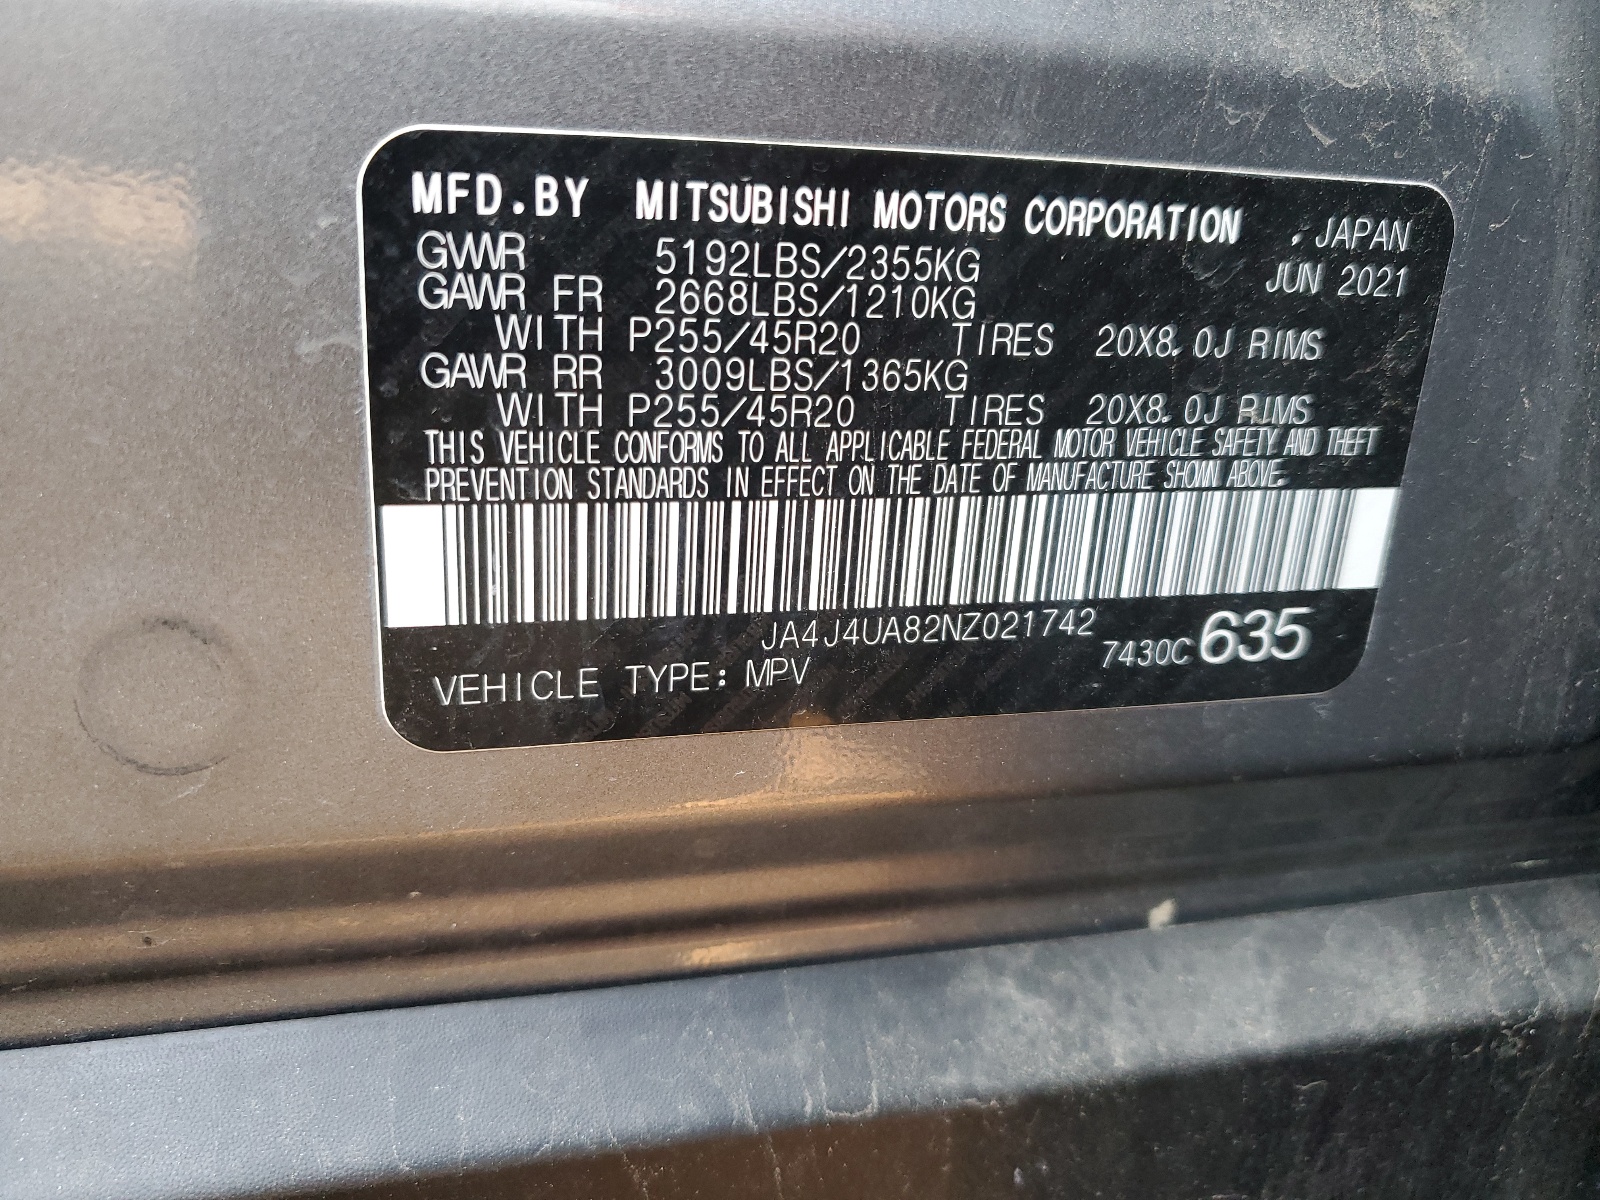 MFD.BY MITSUBISHI MOTORS CORPORATION . JAPAN
GVWR 5192LBS/2355KG JUN 2021
GAWR FR 2668LBS/1210KG
WITH P255/45R20 TIRES 20X8.0J RIMS
GAWR RR 3009LBS/1365KG
WITH P255/45R20 TIRES 20X8.0J RIMS
THIS VEHICLE CONFORMS TO ALL APPLICABLE FEDERAL MOTOR VEHICLE SAFETY AND THEFT
PREVENTION STANDARDS IN EFFECT ON THE DATE OF MANUFACTURE SHOWN ABOVE.
JA4J4UA82NZ021742 7430C 635
VEHICLE TYPE: MPV